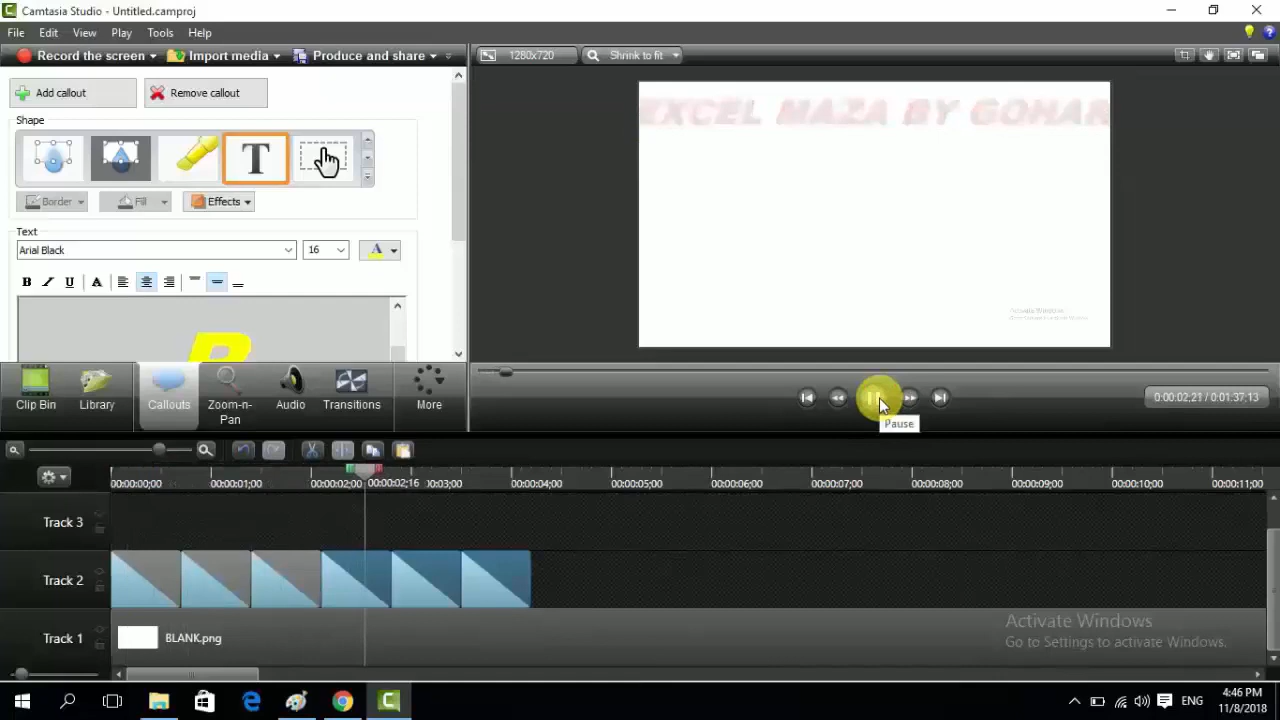 Camtasia Studio - Untitled.camproj
File Edit View Play Tools Help
Record the screen Import media Produce and share
1280x720 Shrink to fit
Add callout Remove callout
EXCEL MAZA BY GOHAR
Shape
T
Border Fill Effects
Text
Arial Black 16 A
B I U A
Activate Windows
Clip Bin Library Callouts Zoom-n-Pan Audio Transitions More
Pause
0:00:02;21 / 0:01:37;13
00:00:00;00 00:00:01;00 00:00:02;00 00:00:02;16 00:00:04;00 00:00:05;00 00:00:06;00 00:00:07;00 00:00:08;00 00:00:09;00 00:00:10;00 00:00:11;00
Track 3
Track 2
Track 1 BLANK.png
Activate Windows
Go to Settings to activate Windows.
ENG
4:46 PM
11/8/2018